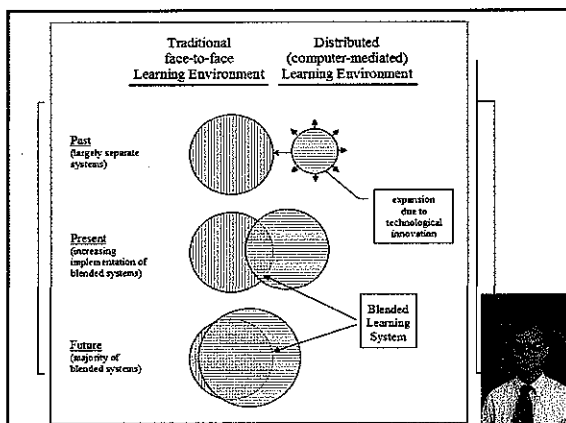 Traditional
face-to-face
Learning Environment
Distributed
(computer-mediated)
Learning Environment
Past
(largely separate
systems)
expansion
due to
technological
innovation
Present
(increasing
implementation of
blended systems)
Blended
Learning
System
Future
(majority of
blended systems)